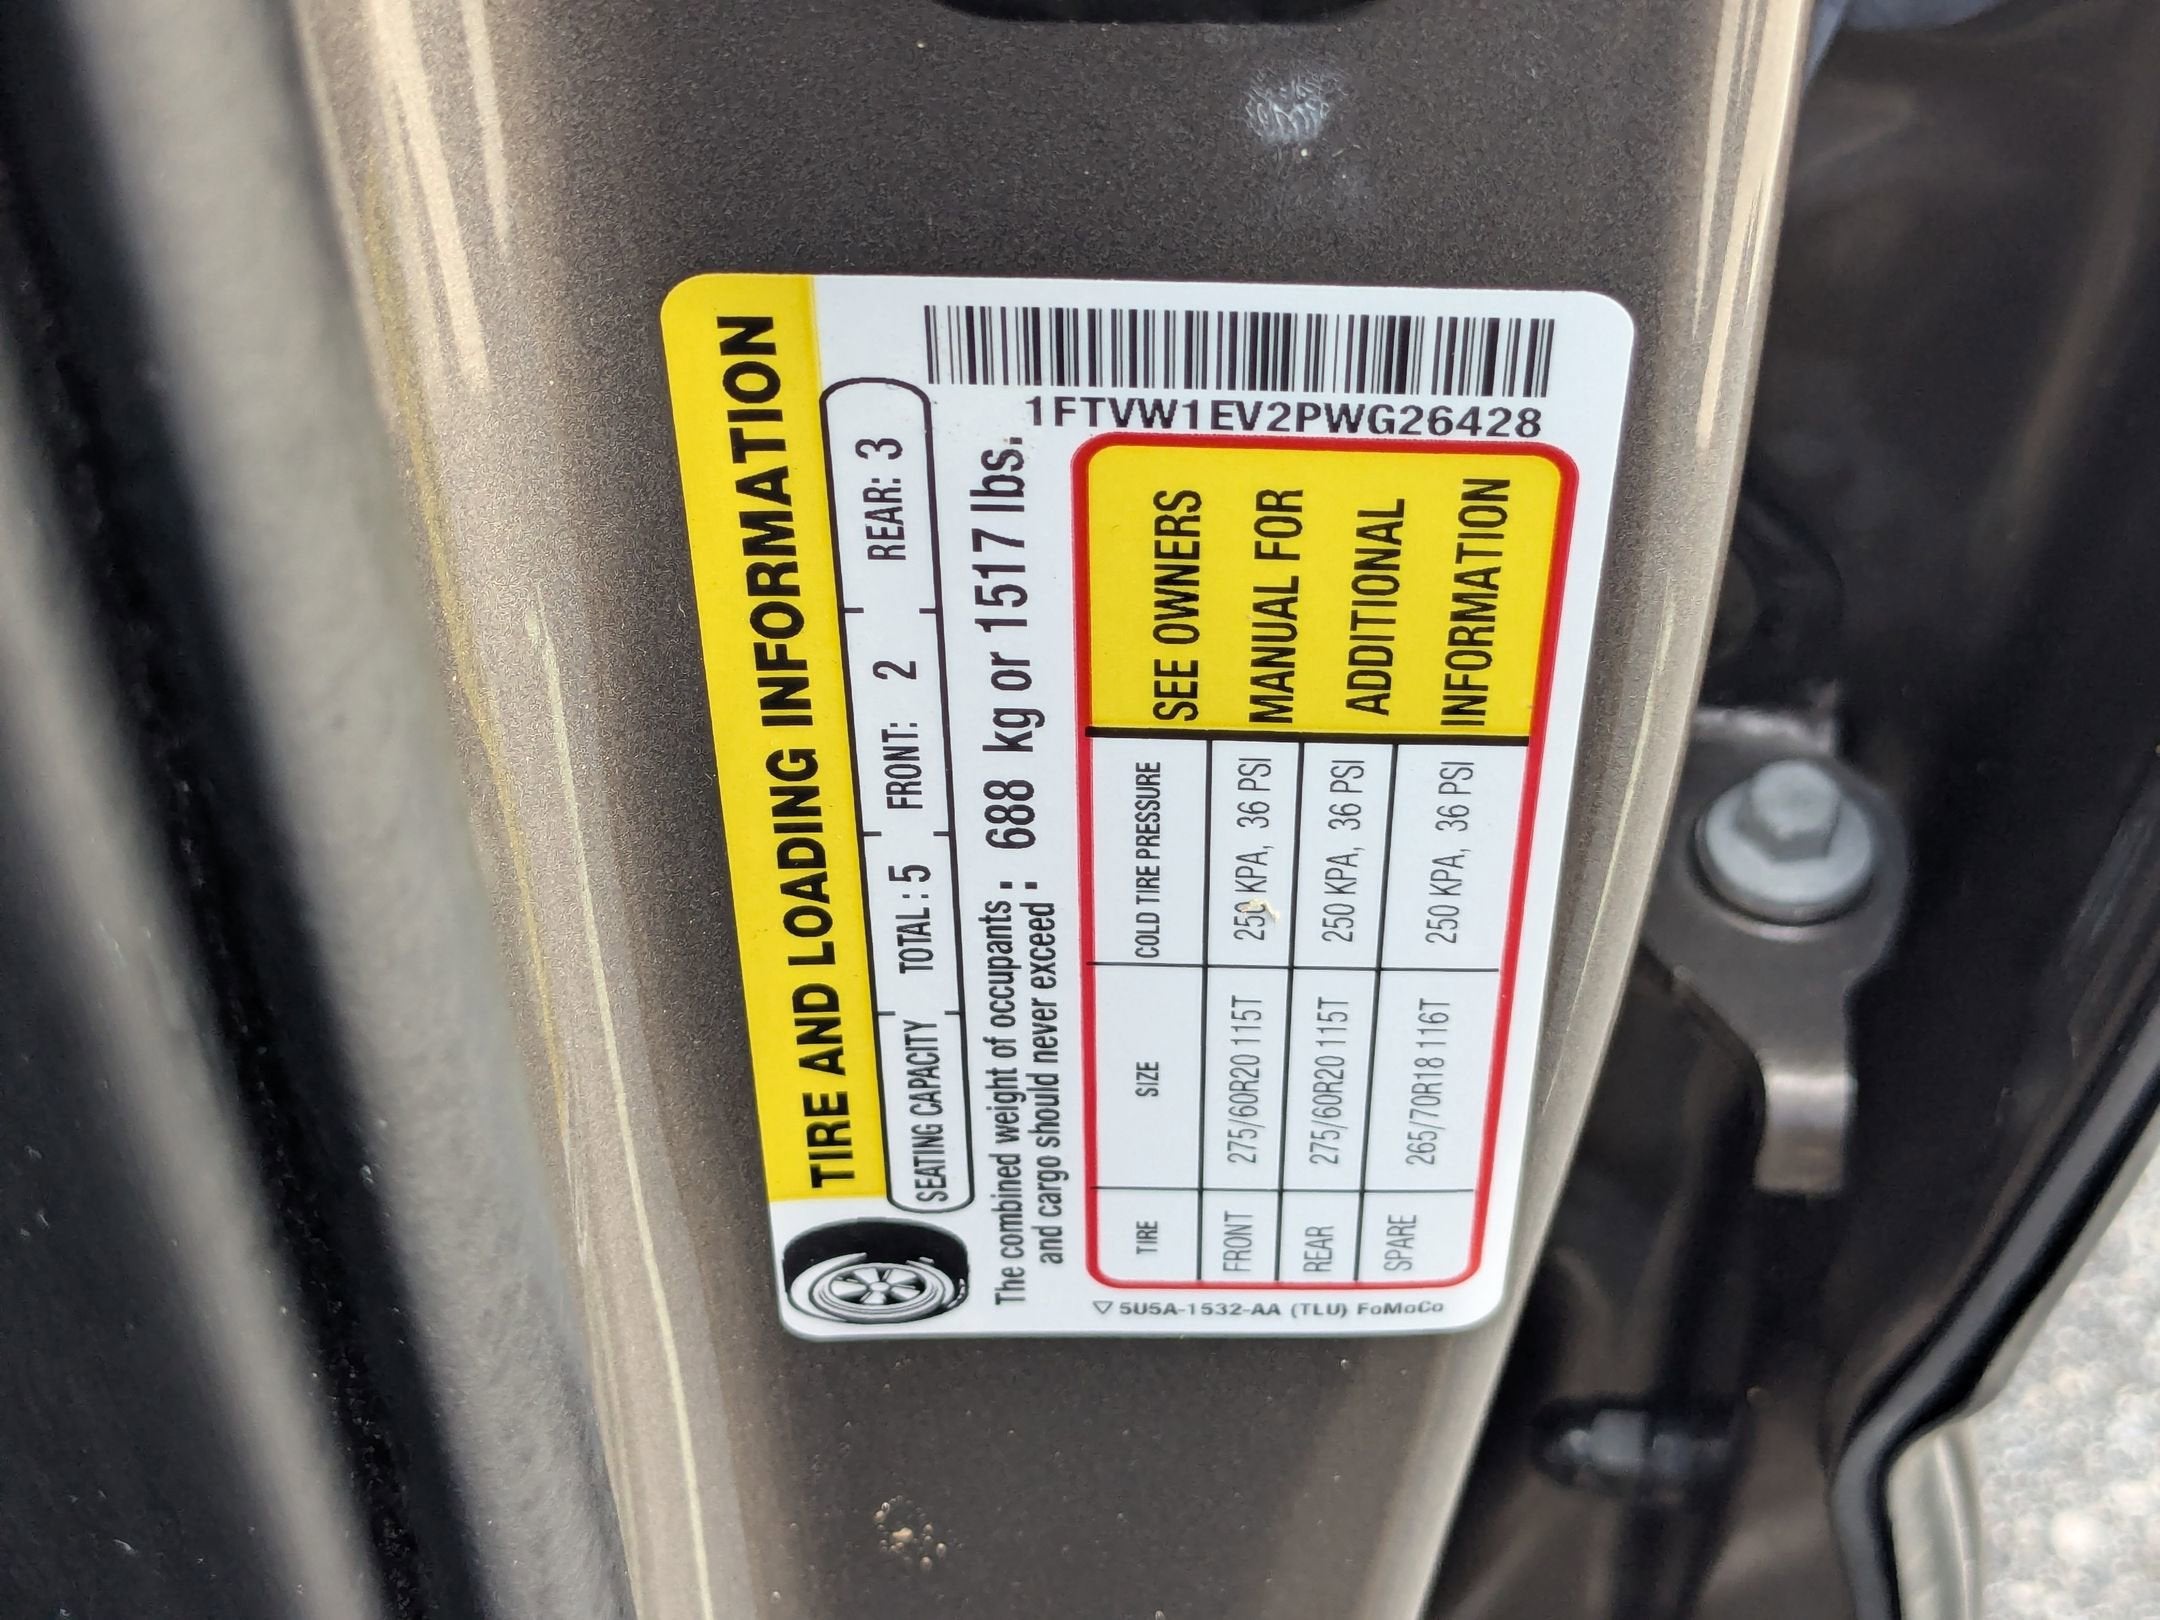 TIRE AND LOADING INFORMATION
SEATING CAPACITY TOTAL : 5 FRONT: 2 REAR: 3
The combined weight of occupants : 688 kg or 1517 lbs.
and cargo should never exceed :
1FTVW1EV2PWG26428
TIRE SIZE COLD TIRE PRESSURE
FRONT 275/60R20 115T 250 KPA, 36 PSI
REAR 275/60R20 115T 250 KPA, 36 PSI
SPARE 265/70R18 116T 250 KPA, 36 PSI
SEE OWNERS
MANUAL FOR
ADDITIONAL
INFORMATION
5U5A-1532-AA (TLU) FoMoCo